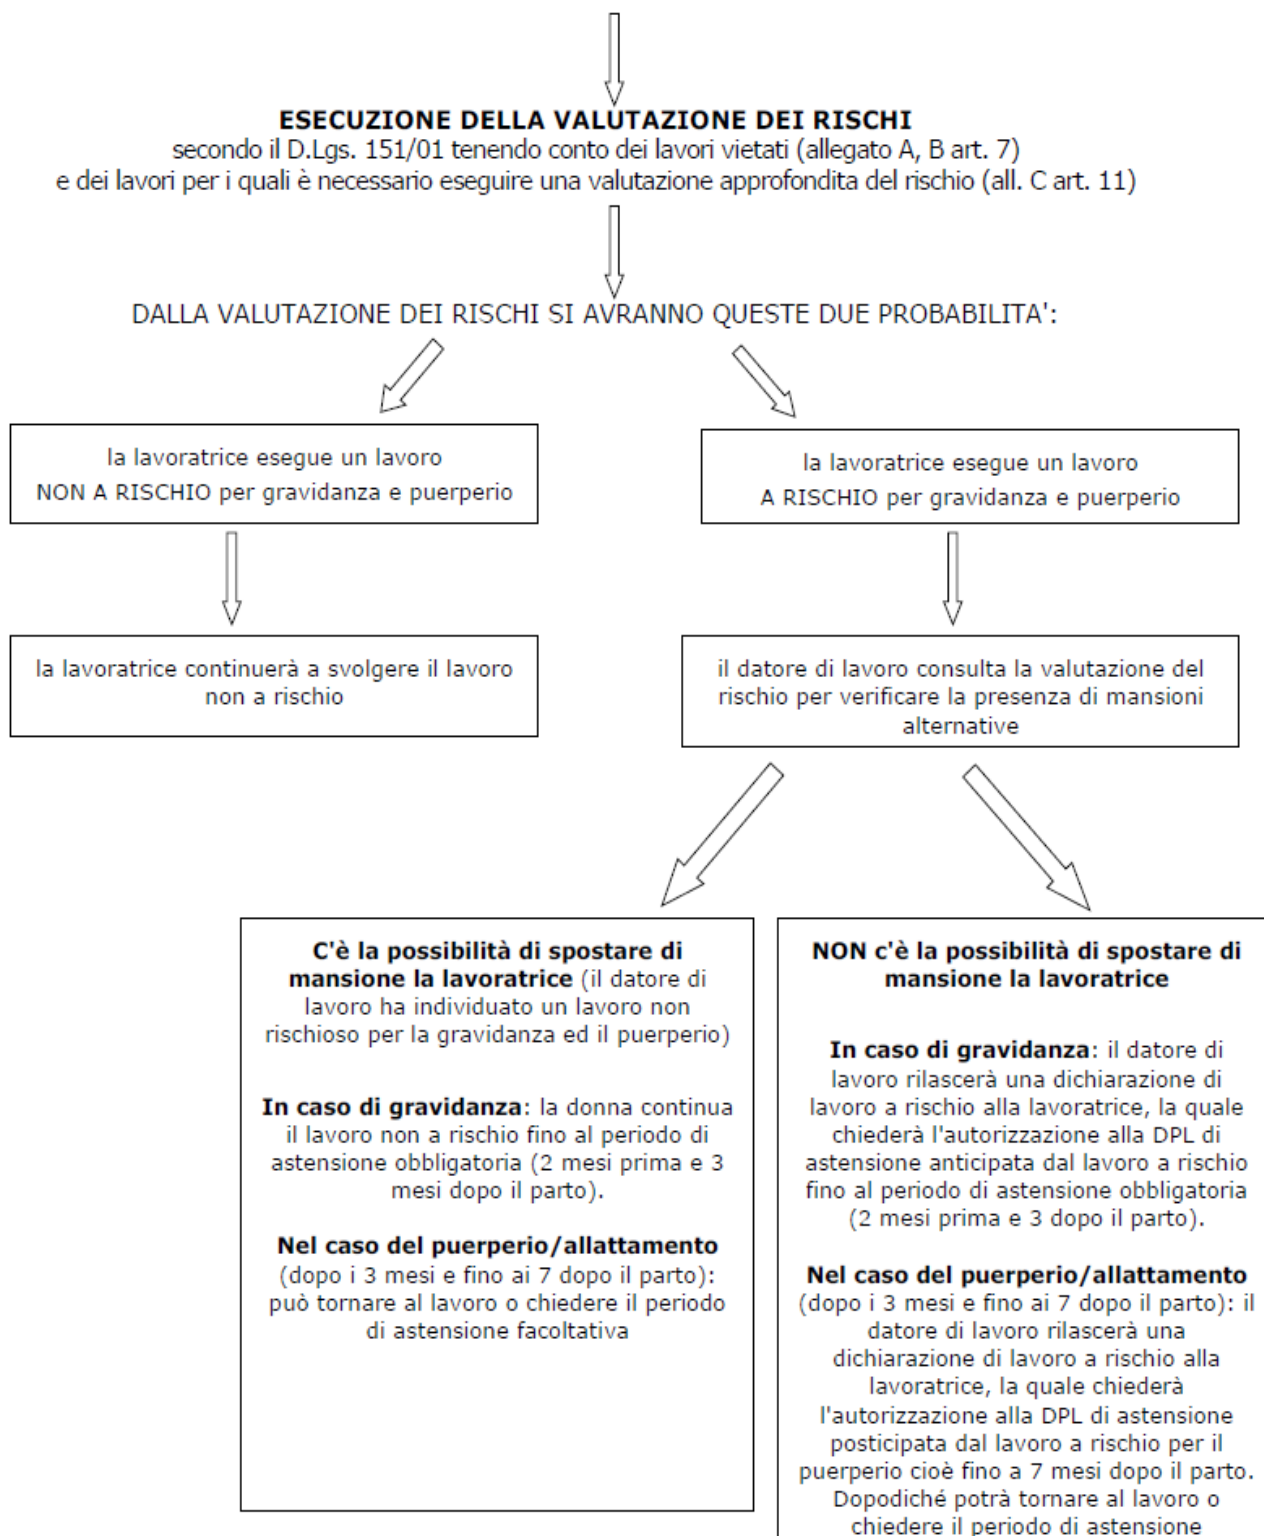 ESECUZIONE DELLA VALUTAZIONE DEI RISCHI
secondo il D.Lgs. 151/01 tenendo conto dei lavori vietati (allegato A, B art. 7)
e dei lavori per i quali è necessario eseguire una valutazione approfondita del rischio (all. C art. 11)
DALLA VALUTAZIONE DEI RISCHI SI AVRANNO QUESTE DUE PROBABILITA':
la lavoratrice esegue un lavoro
NON A RISCHIO per gravidanza e puerperio
la lavoratrice esegue un lavoro
A RISCHIO per gravidanza e puerperio
la lavoratrice continuerà a svolgere il lavoro
non a rischio
il datore di lavoro consulta la valutazione del
rischio per verificare la presenza di mansioni
alternative
C'è la possibilità di spostare di
mansione la lavoratrice (il datore di
lavoro ha individuato un lavoro non
rischioso per la gravidanza ed il puerperio)
In caso di gravidanza: la donna continua
il lavoro non a rischio fino al periodo di
astensione obbligatoria (2 mesi prima e 3
mesi dopo il parto).
Nel caso del puerperio/allattamento
(dopo i 3 mesi e fino ai 7 dopo il parto):
può tornare al lavoro o chiedere il periodo
di astensione facoltativa
NON c'è la possibilità di spostare di
mansione la lavoratrice
In caso di gravidanza: il datore di
lavoro rilascerà una dichiarazione di
lavoro a rischio alla lavoratrice, la quale
chiederà l'autorizzazione alla DPL di
astensione anticipata dal lavoro a rischio
fino al periodo di astensione obbligatoria
(2 mesi prima e 3 dopo il parto).
Nel caso del puerperio/allattamento
(dopo i 3 mesi e fino ai 7 dopo il parto): il
datore di lavoro rilascerà una
dichiarazione di lavoro a rischio alla
lavoratrice, la quale chiederà
l'autorizzazione alla DPL di astensione
posticipata dal lavoro a rischio per il
puerperio cioè fino a 7 mesi dopo il parto.
Dopodiché potrà tornare al lavoro o
chiedere il periodo di astensione